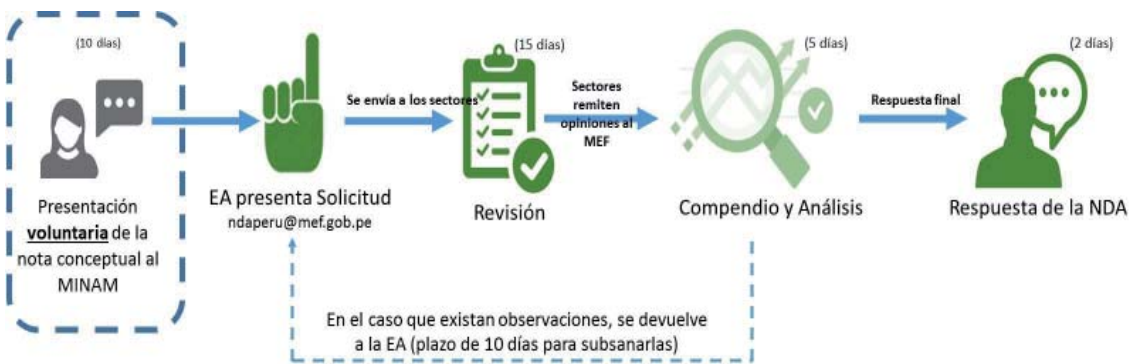 (10 días)
Presentación
voluntaria de la
nota conceptual al
MINAM
EA presenta Solicitud
ndaperu@mef.gob.pe
Se envía a los sectores
(15 días)
Revisión
Sectores
remiten
opiniones al
MEF
(5 días)
Compendio y Análisis
Respuesta final
(2 días)
Respuesta de la NDA
En el caso que existan observaciones, se devuelve
a la EA (plazo de 10 días para subsanarlas)